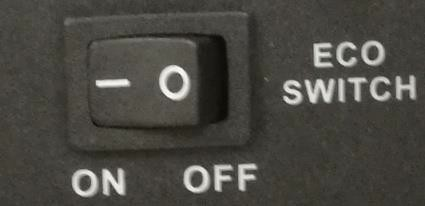 — O
ECO
SWITCH
ON OFF